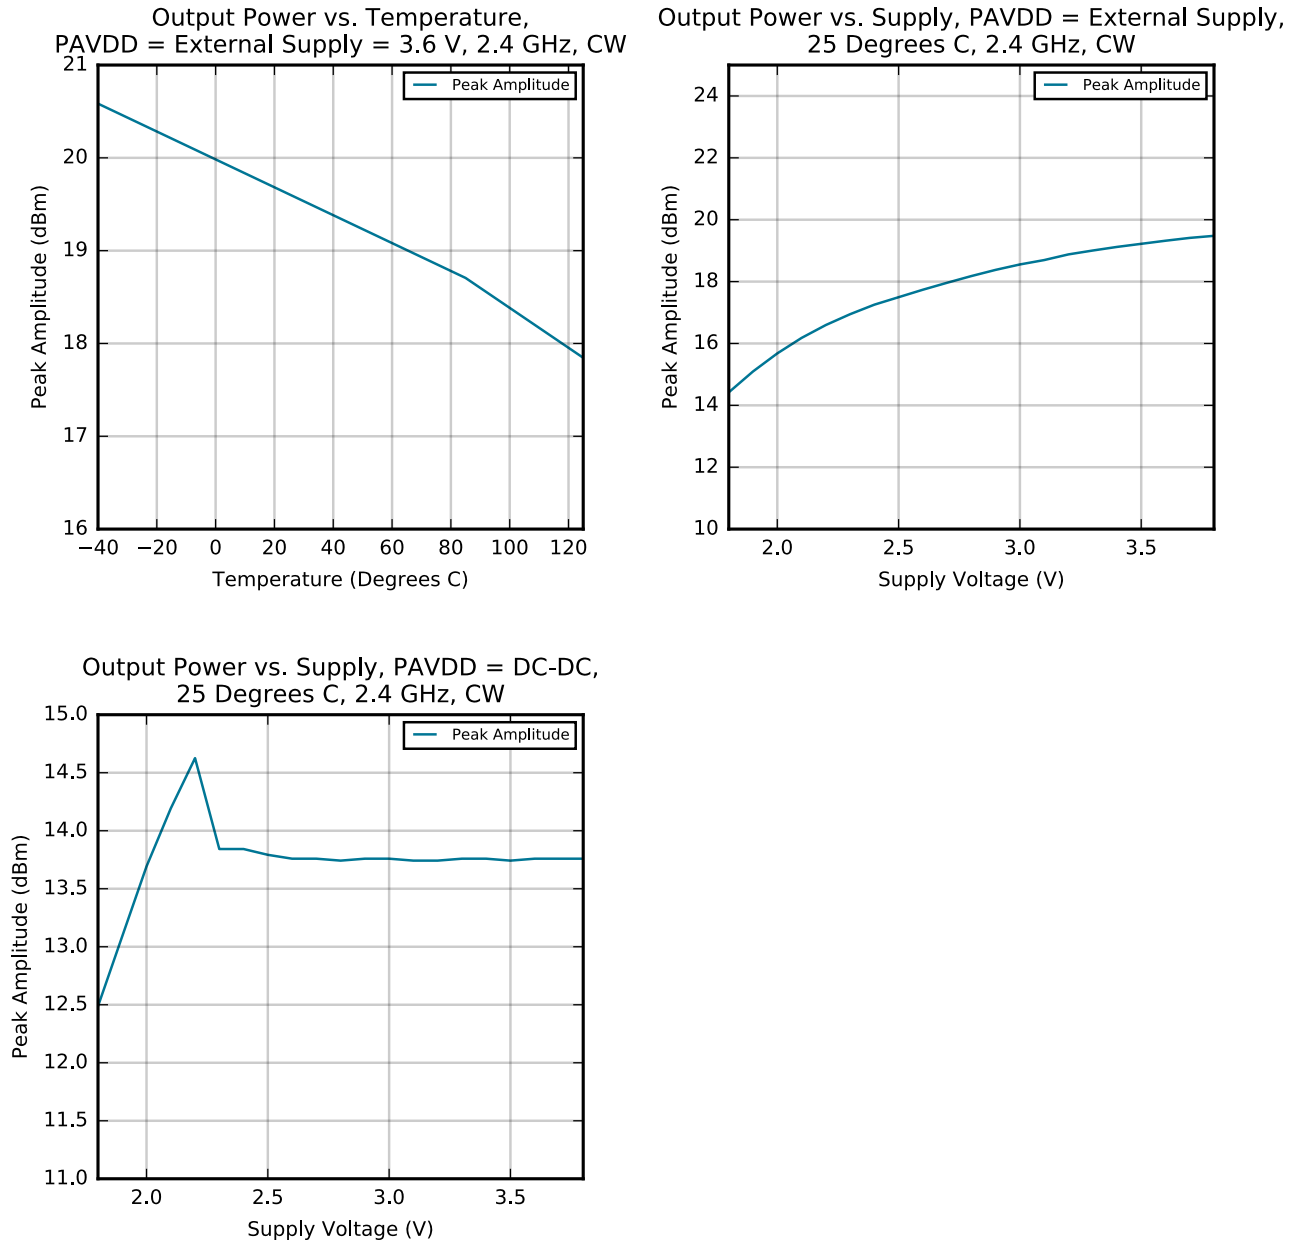 Output Power vs. Temperature,
PAVDD = External Supply = 3.6 V, 2.4 GHz, CW
Peak Amplitude
Peak Amplitude (dBm)
21
20
19
18
17
16
−40 −20 0 20 40 60 80 100 120
Temperature (Degrees C)
Output Power vs. Supply, PAVDD = External Supply,
25 Degrees C, 2.4 GHz, CW
Peak Amplitude
Peak Amplitude (dBm)
24
22
20
18
16
14
12
10
2.0 2.5 3.0 3.5
Supply Voltage (V)
Output Power vs. Supply, PAVDD = DC-DC,
25 Degrees C, 2.4 GHz, CW
Peak Amplitude
Peak Amplitude (dBm)
15.0
14.5
14.0
13.5
13.0
12.5
12.0
11.5
11.0
2.0 2.5 3.0 3.5
Supply Voltage (V)